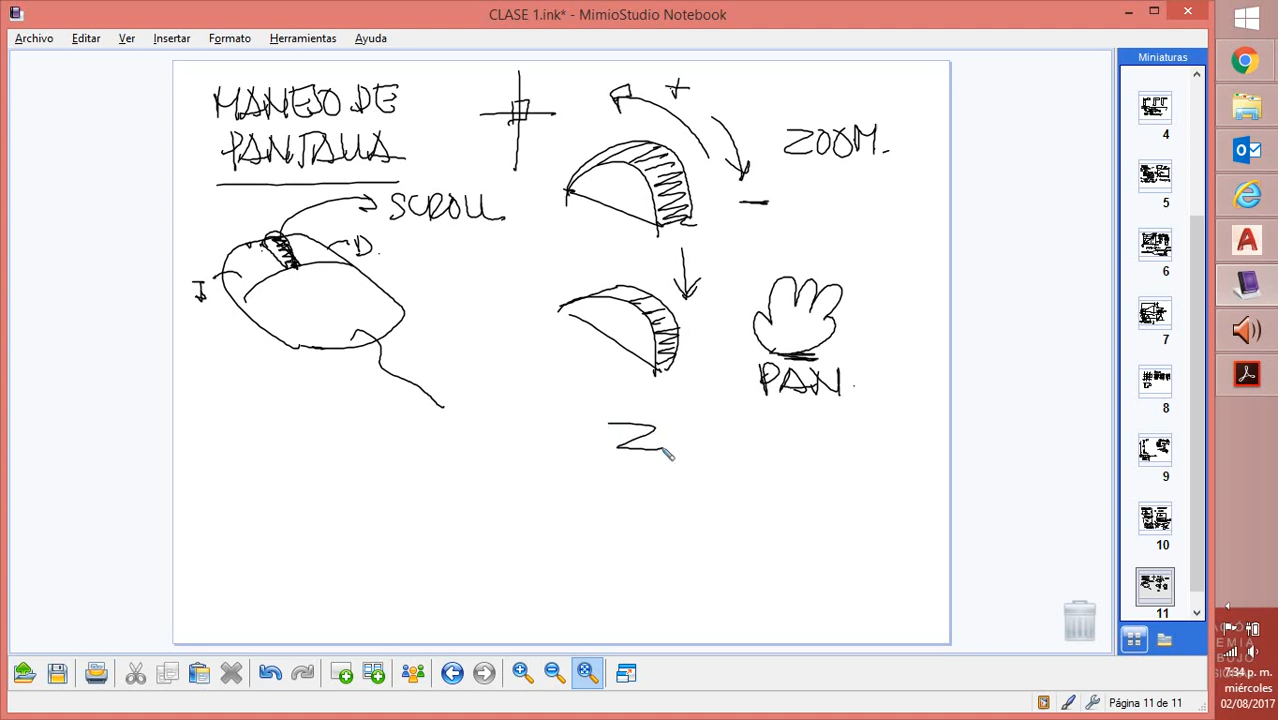 CLASE 1.ink* - MimioStudio Notebook
Archivo Editar Ver Insertar Formato Herramientas Ayuda
MANEJO DE
PANTALLA
SCROLL
D.
I
+
-
ZOOM.
PAN.
Z
Miniaturas
4
5
6
7
8
9
10
11
Página 11 de 11
7:34 p. m.
miércoles
02/08/2017